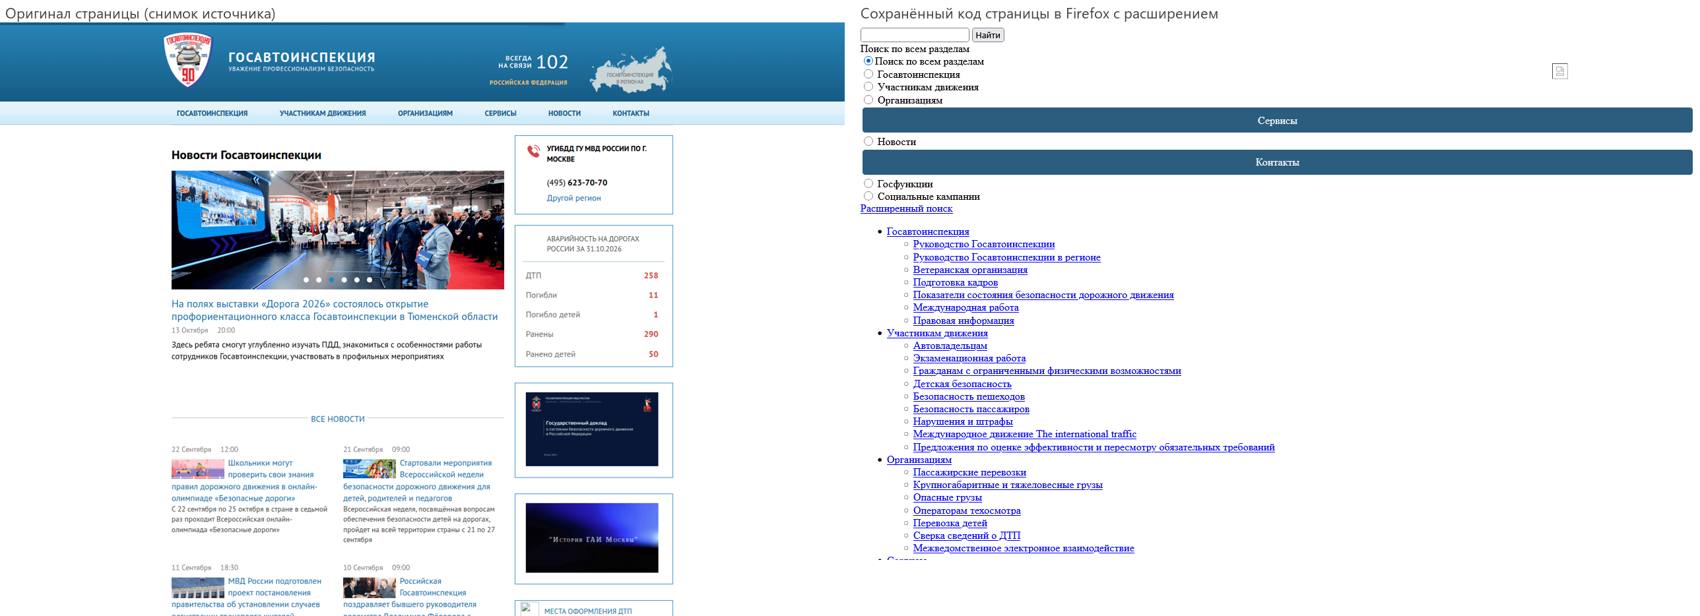 Оригинал страницы (снимок источника)
ГОСАВТОИНСПЕКЦИЯ
90
ГОСАВТОИНСПЕКЦИЯ
УВАЖЕНИЕ ПРОФЕССИОНАЛИЗМ БЕЗОПАСНОСТЬ
ВСЕГДА
НА СВЯЗИ 102
РОССИЙСКАЯ ФЕДЕРАЦИЯ
ГОСАВТОИНСПЕКЦИЯ
В РЕГИОНАХ
ГОСАВТОИНСПЕКЦИЯ УЧАСТНИКАМ ДВИЖЕНИЯ ОРГАНИЗАЦИЯМ СЕРВИСЫ НОВОСТИ КОНТАКТЫ
Новости Госавтоинспекции
На полях выставки «Дорога 2026» состоялось открытие
профориентационного класса Госавтоинспекции в Тюменской области
13 Октября 20:00
Здесь ребята смогут углубленно изучать ПДД, знакомиться с особенностями работы
сотрудников Госавтоинспекции, участвовать в профильных мероприятиях
ВСЕ НОВОСТИ
22 Сентября 12:00
Школьники могут
проверить свои знания
правил дорожного движения в онлайн-
олимпиаде «Безопасные дороги»
С 22 сентября по 25 октября в стране в седьмой
раз проходит Всероссийская онлайн-
олимпиада «Безопасные дороги»
21 Сентября 09:00
Стартовали мероприятия
Всероссийской недели
безопасности дорожного движения для
детей, родителей и педагогов
Всероссийская неделя, посвящённая вопросам
обеспечения безопасности детей на дорогах,
пройдет на всей территории страны с 21 по 27
сентября
11 Сентября 18:30
МВД России подготовлен
проект постановления
правительства об установлении случаев
10 Сентября 09:00
Российская
Госавтоинспекция
поздравляет бывшего руководителя
УГИБДД ГУ МВД РОССИИ ПО Г.
МОСКВЕ
(495) 623-70-70
Другой регион
АВАРИЙНОСТЬ НА ДОРОГАХ
РОССИИ ЗА 31.10.2026
ДТП 258
Погибли 11
Погибло детей 1
Ранены 290
Ранено детей 50
Государственный доклад
о состоянии безопасности дорожного движения
в Российской Федерации
"История ГАИ Москвы"
МЕСТА ОФОРМЛЕНИЯ ДТП
Сохранённый код страницы в Firefox с расширением
Найти
Поиск по всем разделам
Поиск по всем разделам
Госавтоинспекция
Участникам движения
Организациям
Сервисы
Новости
Контакты
Госфункции
Социальные кампании
Расширенный поиск
Госавтоинспекция
Руководство Госавтоинспекции
Руководство Госавтоинспекции в регионе
Ветеранская организация
Подготовка кадров
Показатели состояния безопасности дорожного движения
Международная работа
Правовая информация
Участникам движения
Автовладельцам
Экзаменационная работа
Гражданам с ограниченными физическими возможностями
Детская безопасность
Безопасность пешеходов
Безопасность пассажиров
Нарушения и штрафы
Международное движение The international traffic
Предложения по оценке эффективности и пересмотру обязательных требований
Организациям
Пассажирские перевозки
Крупногабаритные и тяжеловесные грузы
Опасные грузы
Операторам техосмотра
Перевозка детей
Сверка сведений о ДТП
Межведомственное электронное взаимодействие